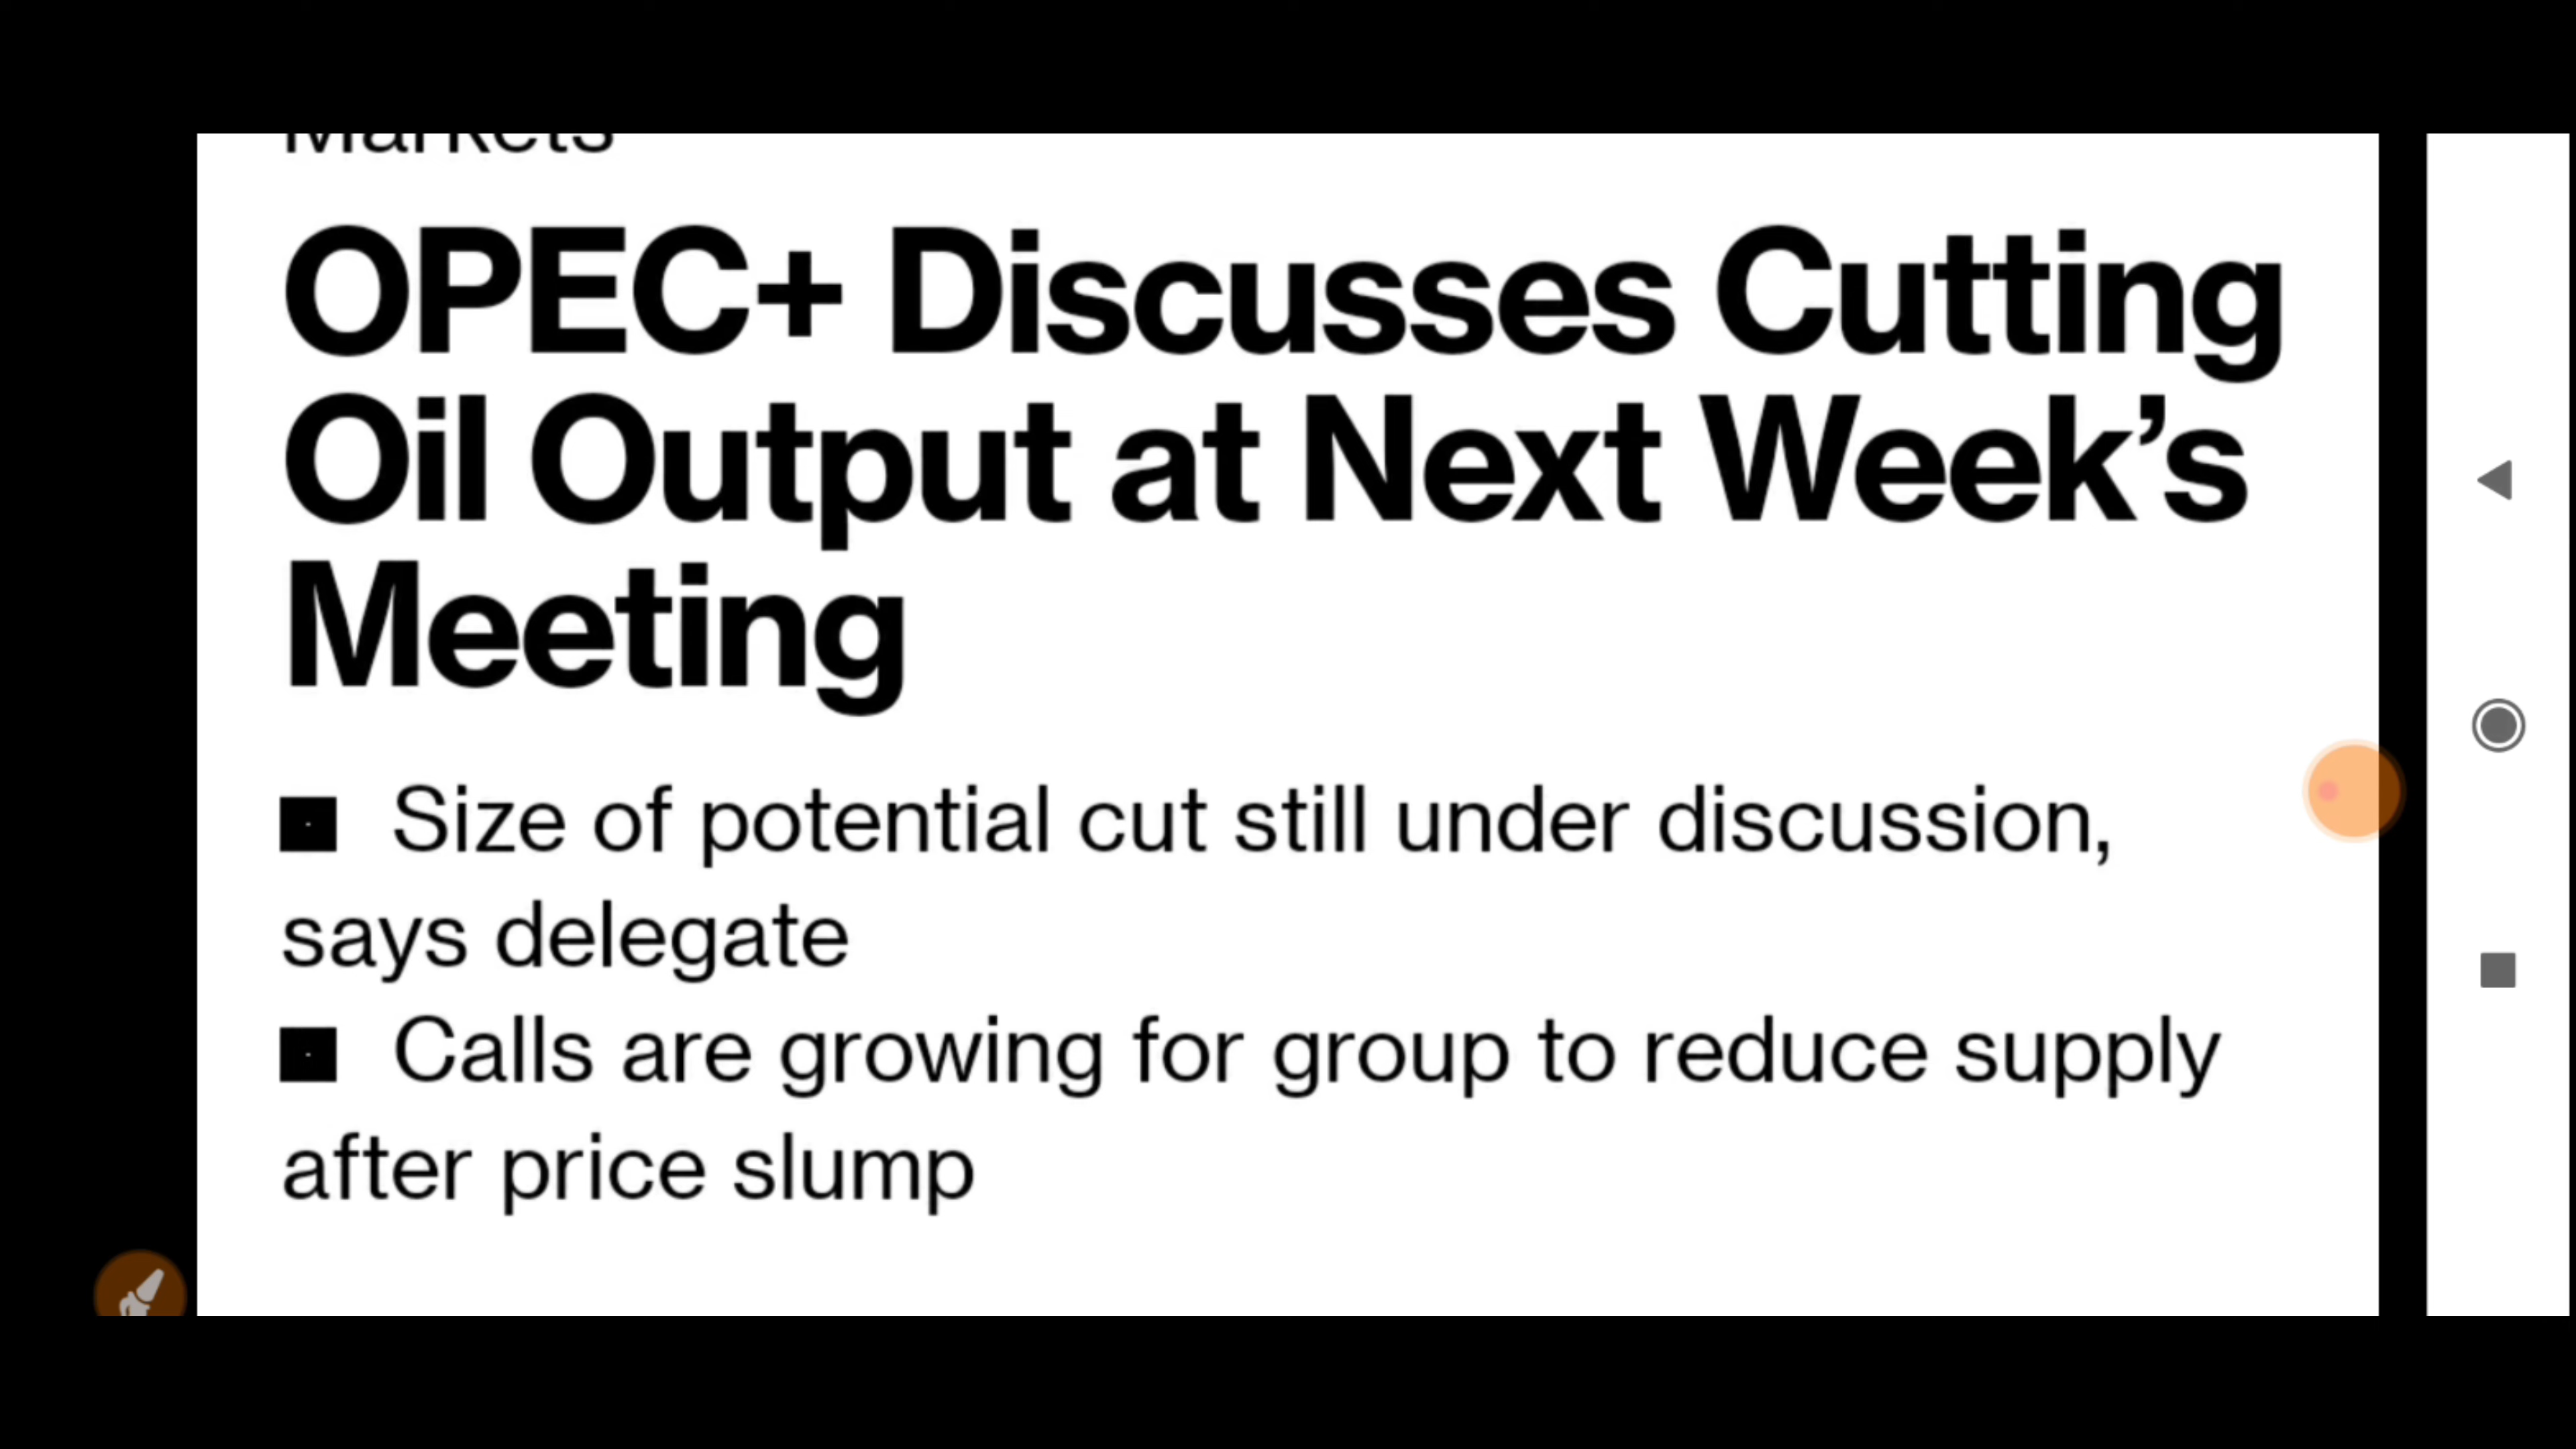 Markets
OPEC+ Discusses Cutting
Oil Output at Next Week’s
Meeting
Size of potential cut still under discussion,
says delegate
Calls are growing for group to reduce supply
after price slump